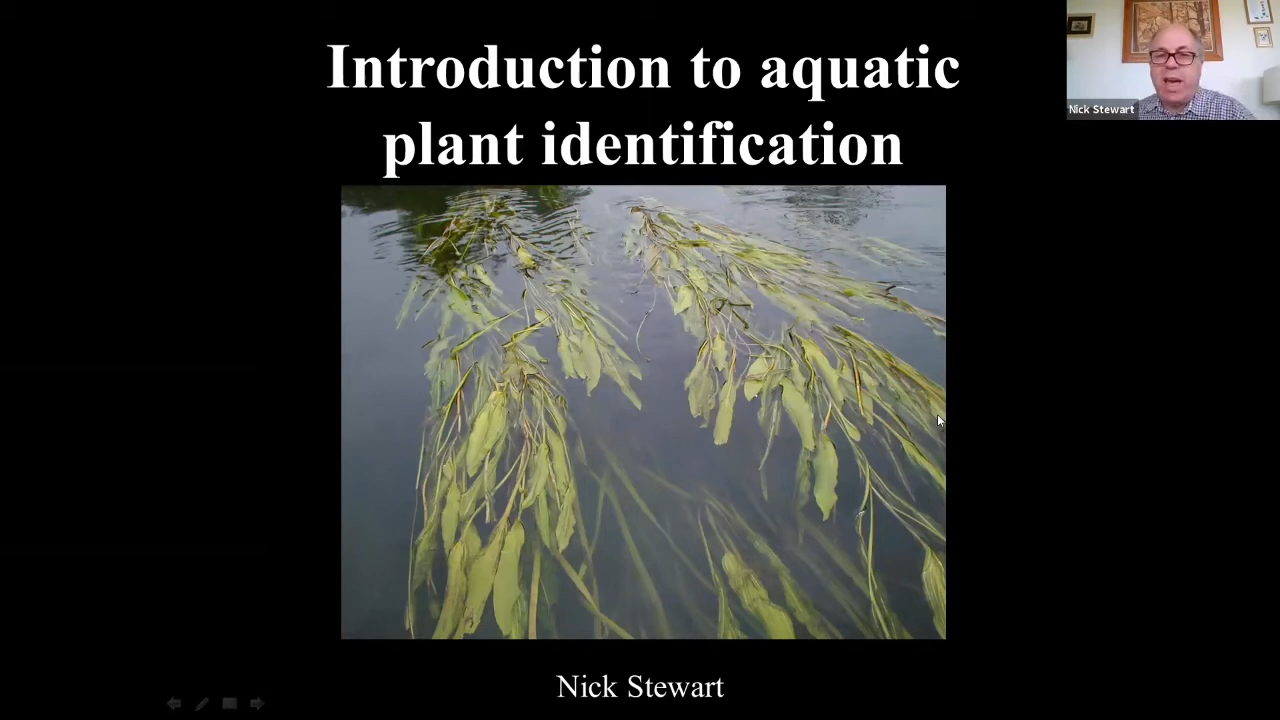 Introduction to aquatic
plant identification
Nick Stewart
Nick Stewart